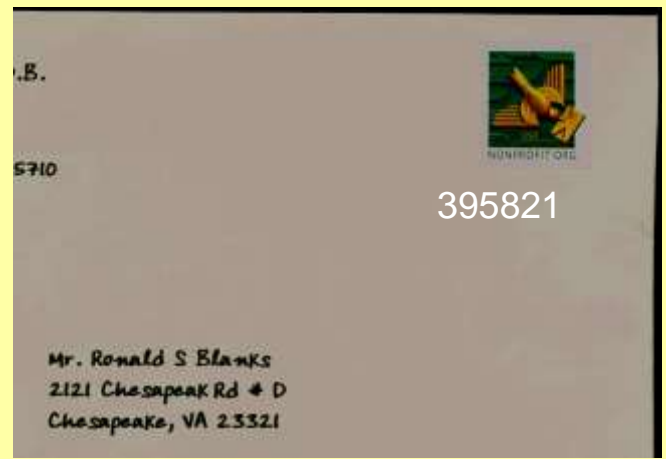 .B.
5710
NONPROFIT ORG
395821
Mr. Ronald S Blanks
2121 Chesapeak Rd # D
Chesapeake, VA 23321